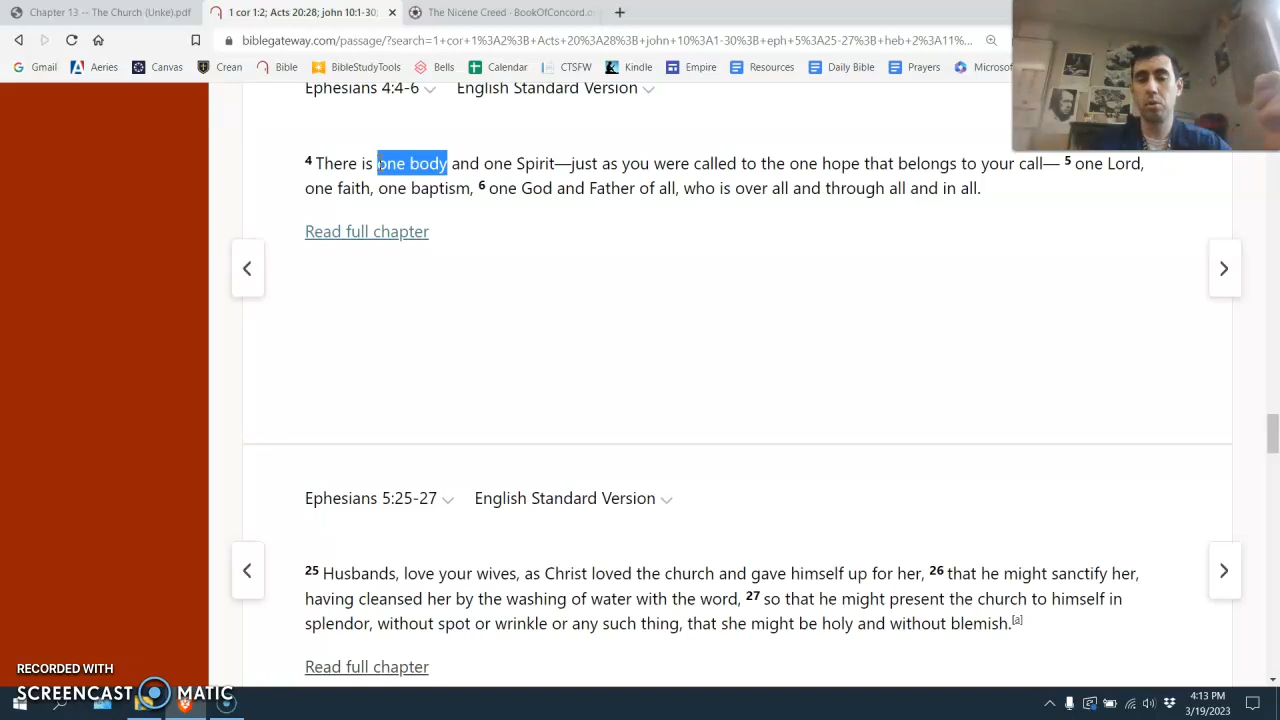 Chapter 13 -- The Church (Unke).pdf
1 cor 1:2; Acts 20:28; john 10:1-30;
The Nicene Creed - BookOfConcord.o
biblegateway.com/passage/?search=1+cor+1%3A2%3B+Acts+20%3A28%3B+john+10%3A1-30%3B+eph+5%3A25-27%3B+heb+2%3A11%...
Gmail
Aeries
Canvas
Crean
Bible
BibleStudyTools
Bells
Calendar
CTSFW
Kindle
Empire
Resources
Daily Bible
Prayers
Microsof
Ephesians 4:4-6 English Standard Version
4 There is one body and one Spirit—just as you were called to the one hope that belongs to your call— 5 one Lord,
one faith, one baptism, 6 one God and Father of all, who is over all and through all and in all.
Read full chapter
Ephesians 5:25-27 English Standard Version
25 Husbands, love your wives, as Christ loved the church and gave himself up for her, 26 that he might sanctify her,
having cleansed her by the washing of water with the word, 27 so that he might present the church to himself in
splendor, without spot or wrinkle or any such thing, that she might be holy and without blemish.[a]
Read full chapter
RECORDED WITH
SCREENCAST MATIC
4:13 PM
3/19/2023